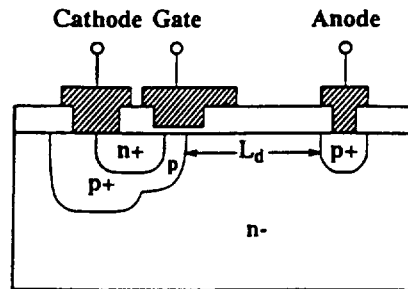 Cathode Gate Anode
n+ p L_d p+
p+
n-